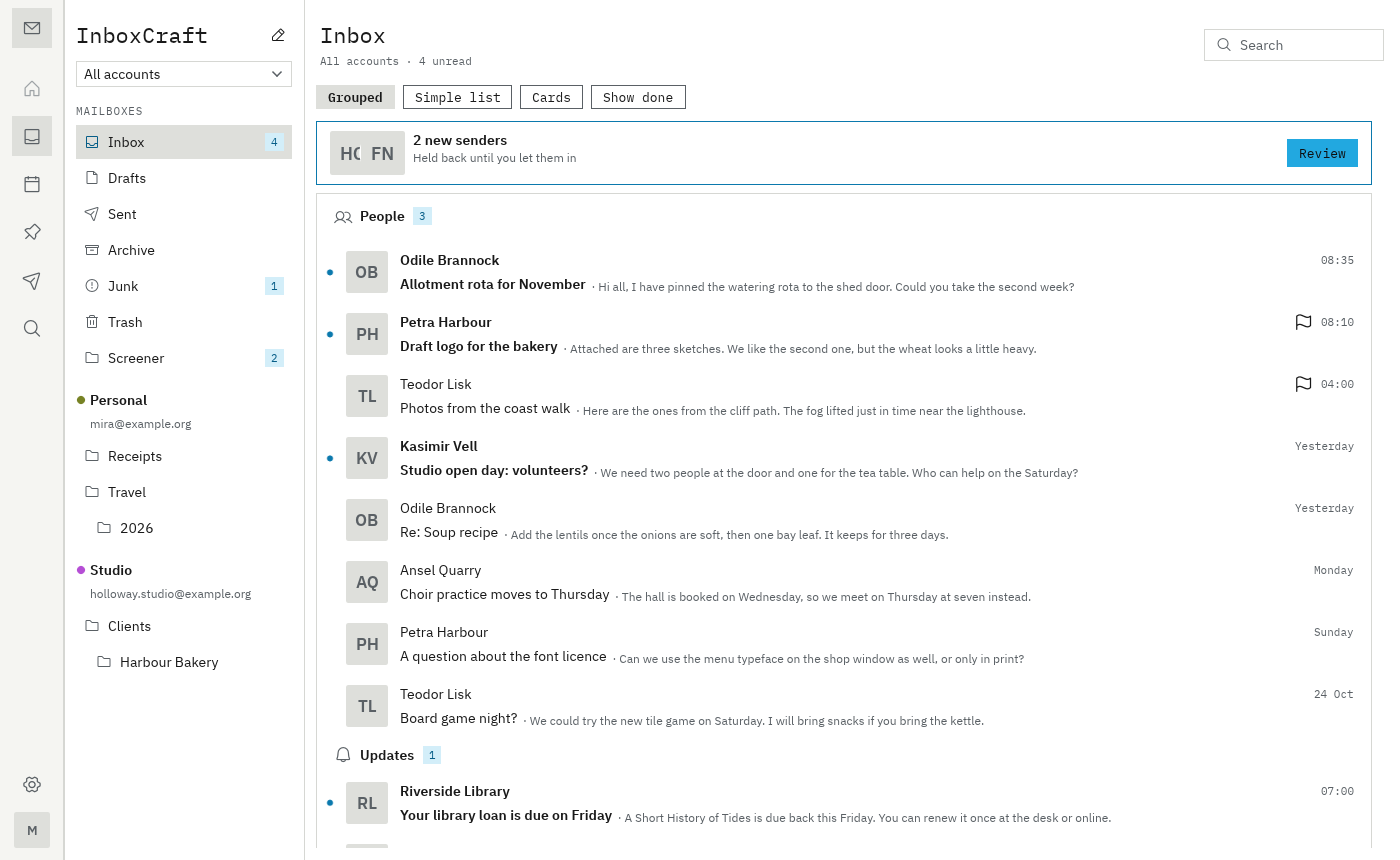 InboxCraft
All accounts
MAILBOXES
Inbox 4
Drafts
Sent
Archive
Junk 1
Trash
Screener 2
Personal
mira@example.org
Receipts
Travel
2026
Studio
holloway.studio@example.org
Clients
Harbour Bakery
M
Inbox
All accounts · 4 unread
Search
Grouped Simple list Cards Show done
FN
2 new senders
Held back until you let them in
Review
People 3
OB Odile Brannock 08:35
Allotment rota for November · Hi all, I have pinned the watering rota to the shed door. Could you take the second week?
PH Petra Harbour 08:10
Draft logo for the bakery · Attached are three sketches. We like the second one, but the wheat looks a little heavy.
TL Teodor Lisk 04:00
Photos from the coast walk · Here are the ones from the cliff path. The fog lifted just in time near the lighthouse.
KV Kasimir Vell Yesterday
Studio open day: volunteers? · We need two people at the door and one for the tea table. Who can help on the Saturday?
OB Odile Brannock Yesterday
Re: Soup recipe · Add the lentils once the onions are soft, then one bay leaf. It keeps for three days.
AQ Ansel Quarry Monday
Choir practice moves to Thursday · The hall is booked on Wednesday, so we meet on Thursday at seven instead.
PH Petra Harbour Sunday
A question about the font licence · Can we use the menu typeface on the shop window as well, or only in print?
TL Teodor Lisk 24 Oct
Board game night? · We could try the new tile game on Saturday. I will bring snacks if you bring the kettle.
Updates 1
RL Riverside Library 07:00
Your library loan is due on Friday · A Short History of Tides is due back this Friday. You can renew it once at the desk or online.